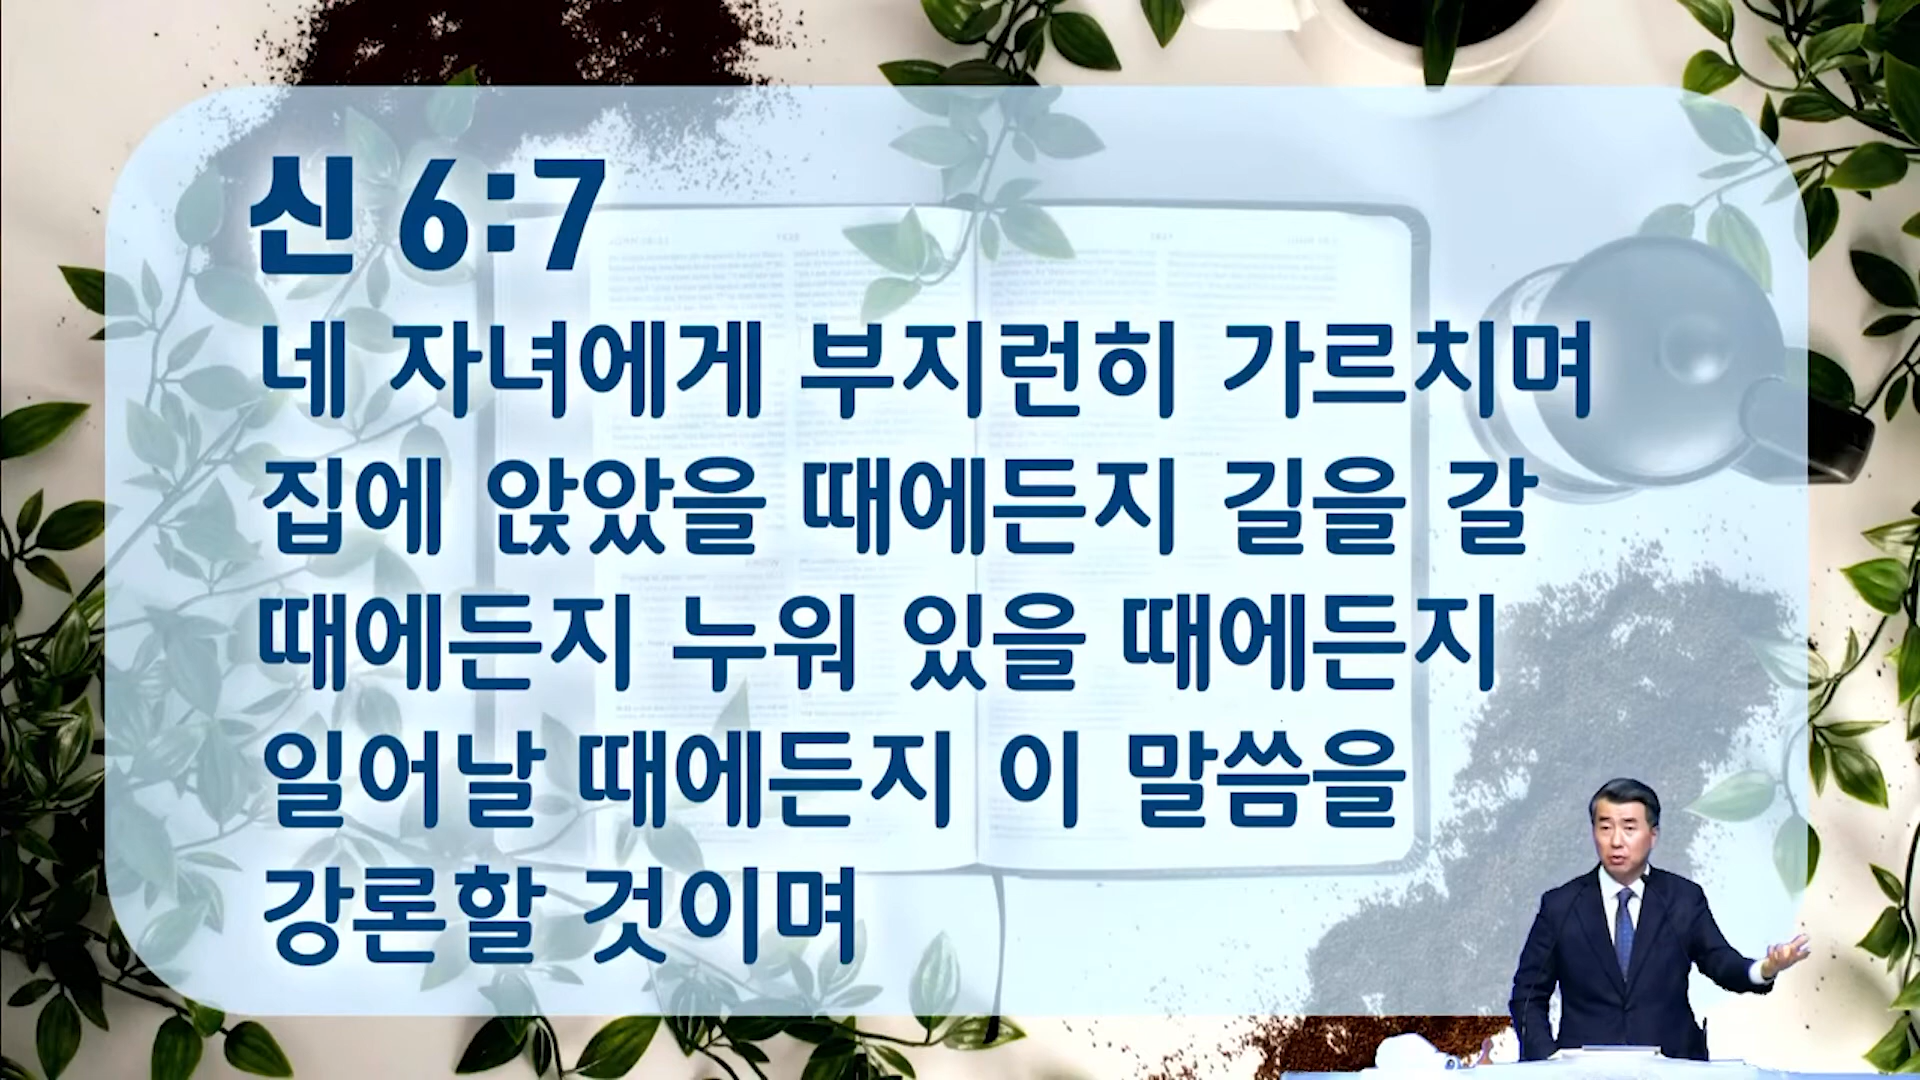 신 6:7
네 자녀에게 부지런히 가르치며
집에 앉았을 때에든지 길을 갈
때에든지 누워 있을 때에든지
일어날 때에든지 이 말씀을
강론할 것이며